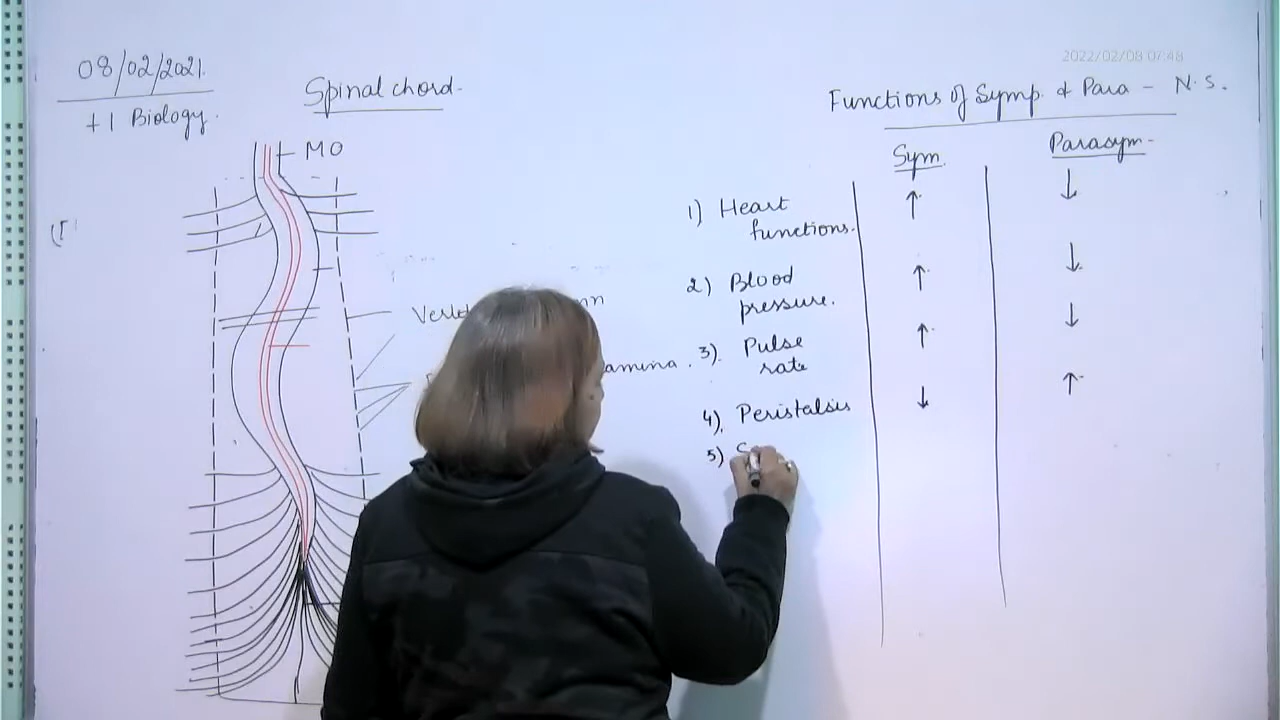 2022/02/08 07:48
08/02/2021.
+1 Biology.
Spinal chord.
MO
Functions of Symp. & Para - N.S.
Sym.
Parasym-
1) Heart
functions.
↑
↓
2) Blood
pressure.
↑
↓
3). Pulse
rate
↑
↓
4). Peristalsis
↓
↑
5)